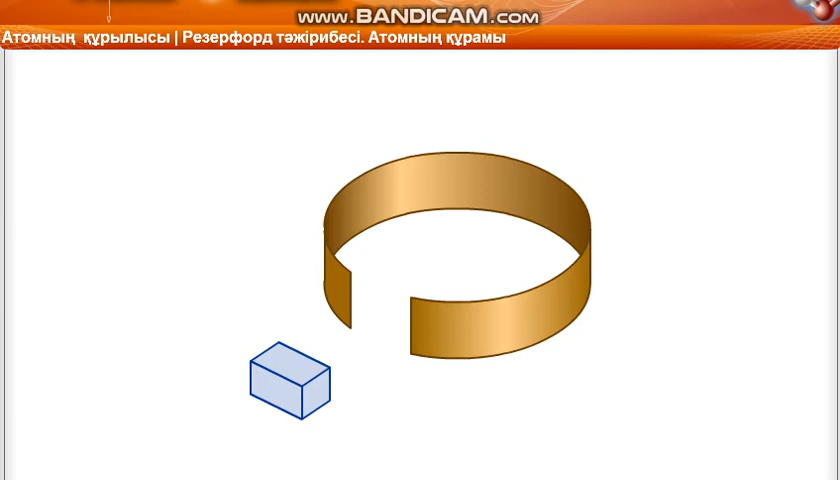 www.BANDICAM.com
Атомның құрылысы | Резерфорд тәжірибесі. Атомның құрамы